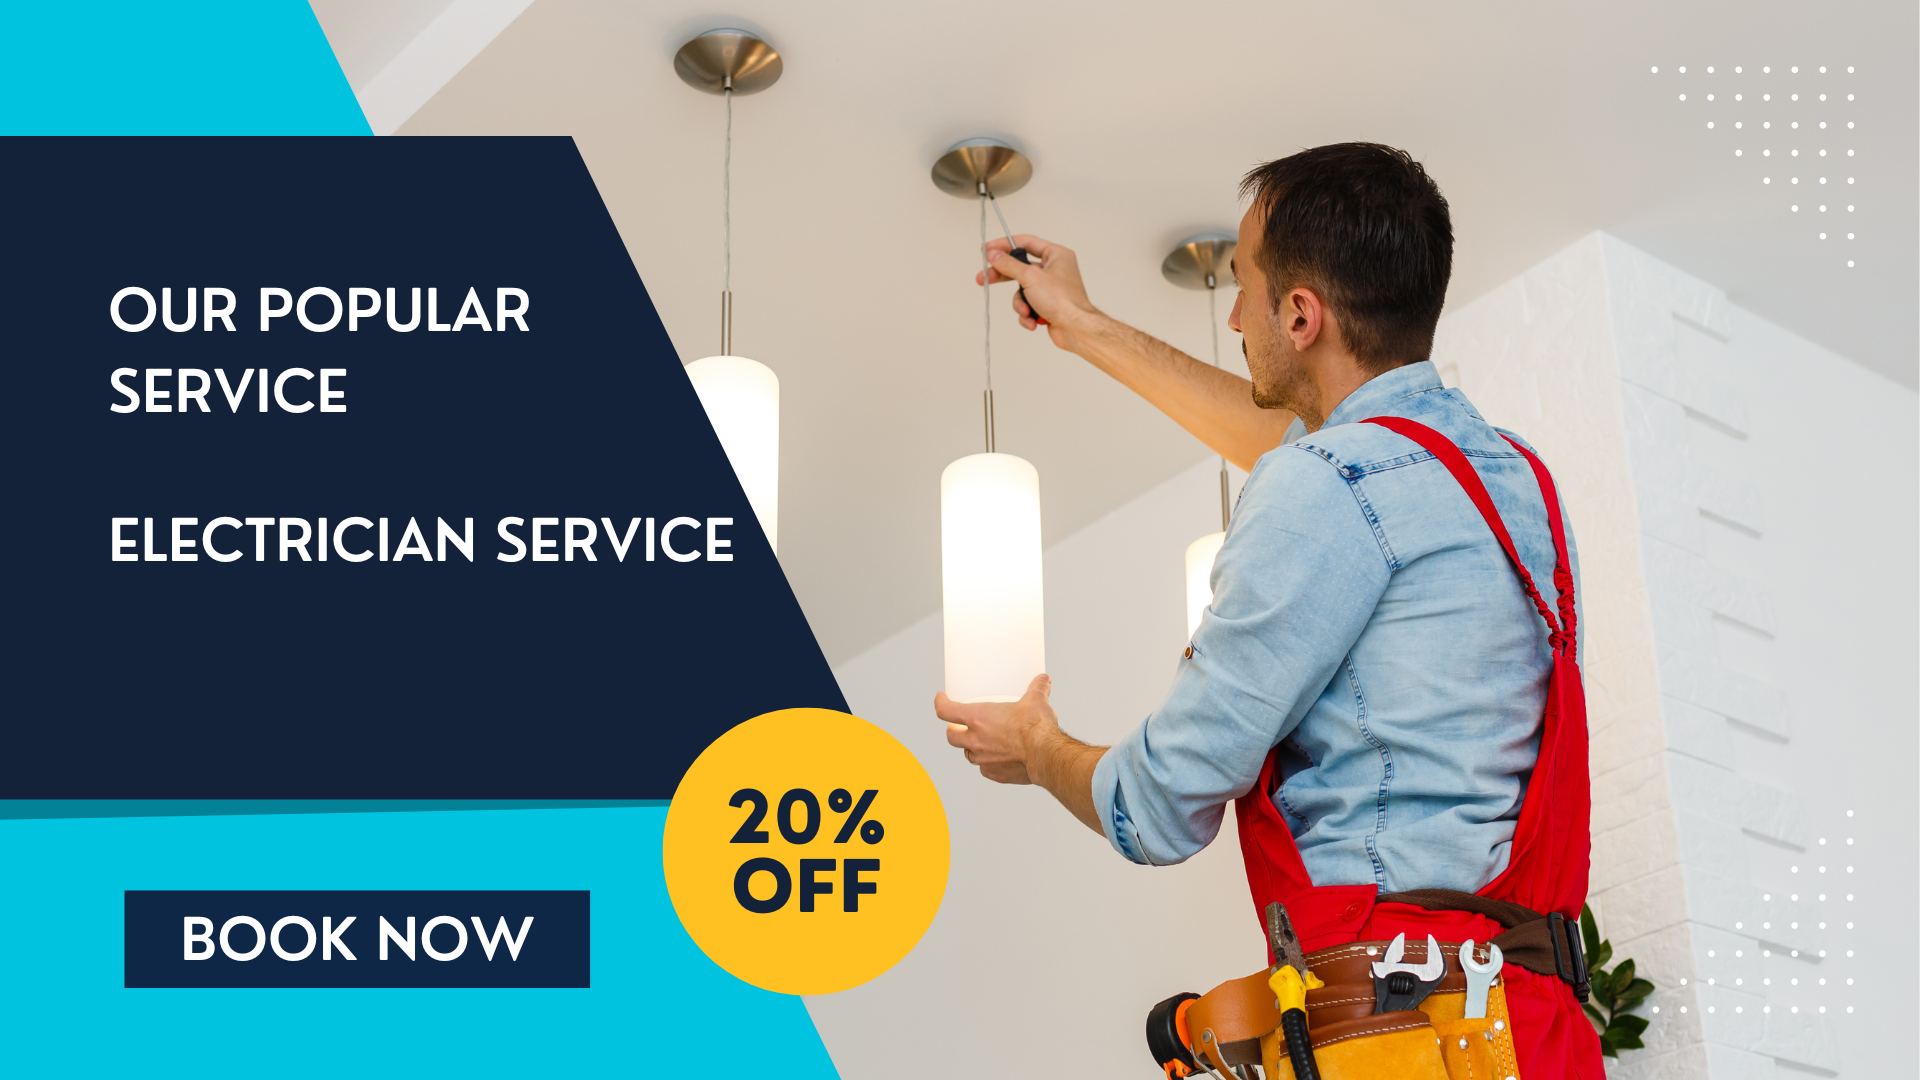 OUR POPULAR
SERVICE
ELECTRICIAN SERVICE
20%
OFF
BOOK NOW